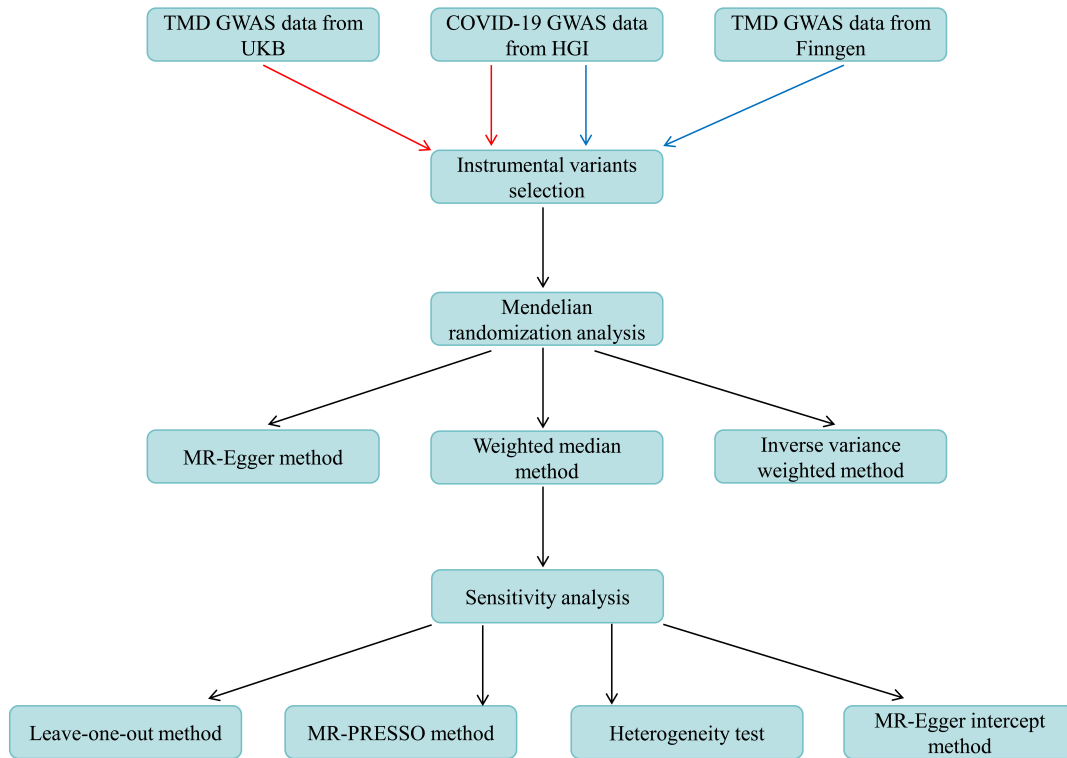 TMD GWAS data from
UKB
COVID-19 GWAS data
from HGI
TMD GWAS data from
Finngen
Instrumental variants
selection
Mendelian
randomization analysis
MR-Egger method
Weighted median
method
Inverse variance
weighted method
Sensitivity analysis
Leave-one-out method
MR-PRESSO method
Heterogeneity test
MR-Egger intercept
method